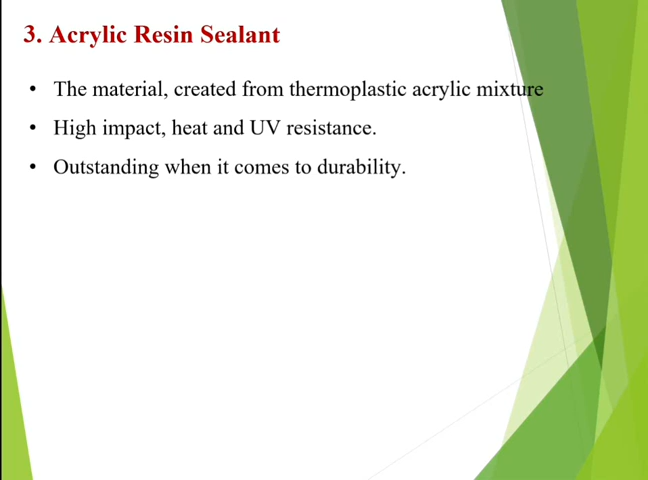 3. Acrylic Resin Sealant
• The material, created from thermoplastic acrylic mixture
• High impact, heat and UV resistance.
• Outstanding when it comes to durability.